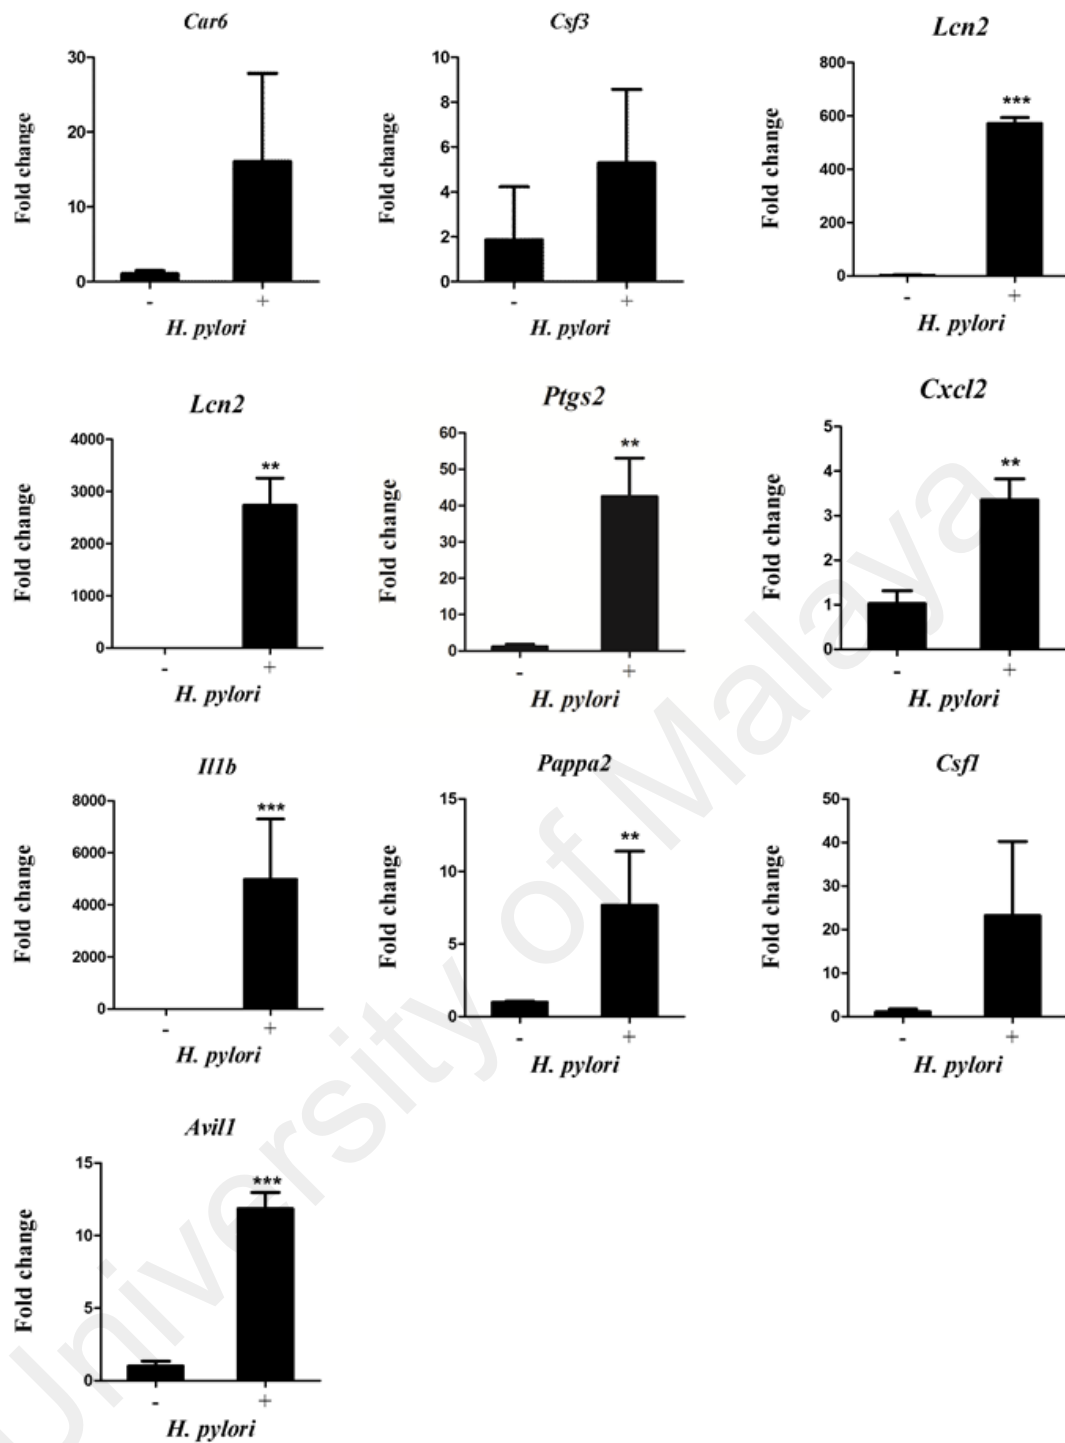 Car6
Fold change
30
20
10
0
-
+
H. pylori
Csf3
Fold change
10
8
6
4
2
0
-
+
H. pylori
Lcn2
Fold change
800
600
400
200
0
***
-
+
H. pylori
Lcn2
Fold change
4000
3000
2000
1000
0
**
-
+
H. pylori
Ptgs2
Fold change
60
50
40
30
20
10
0
**
-
+
H. pylori
Cxcl2
Fold change
5
4
3
2
1
0
**
-
+
H. pylori
Il1b
Fold change
8000
6000
4000
2000
0
***
-
+
H. pylori
Pappa2
Fold change
15
10
5
0
**
-
+
H. pylori
Csf1
Fold change
50
40
30
20
10
0
-
+
H. pylori
Avil1
Fold change
15
10
5
0
***
-
+
H. pylori
University of Malaya